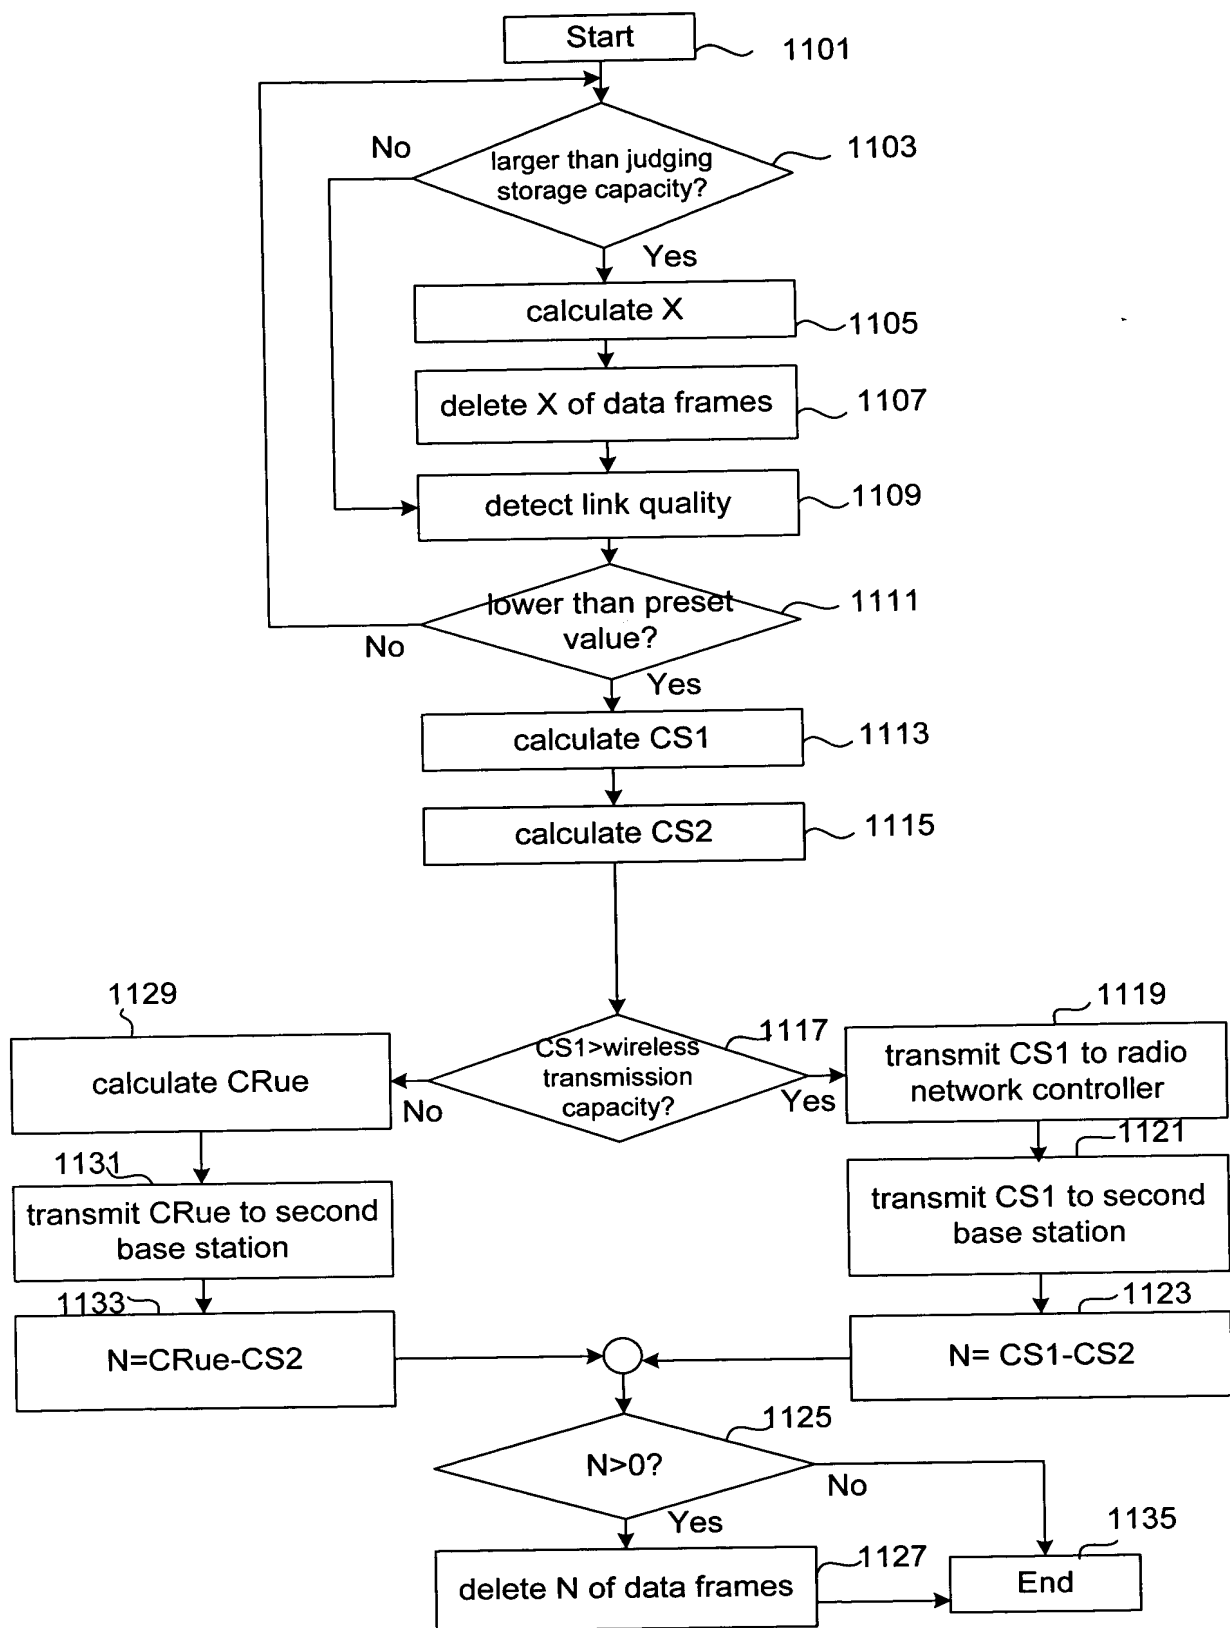 Start
1101
No
larger than judging
storage capacity?
1103
Yes
calculate X
1105
delete X of data frames
1107
detect link quality
1109
lower than preset
value?
1111
No
Yes
calculate CS1
1113
calculate CS2
1115
1129
calculate CRue
No
CS1>wireless
transmission
capacity?
1117
Yes
1119
transmit CS1 to radio
network controller
1131
transmit CRue to second
base station
1121
transmit CS1 to second
base station
1133
N=CRue-CS2
1123
N= CS1-CS2
1125
N>0?
No
Yes
delete N of data frames
1127
1135
End